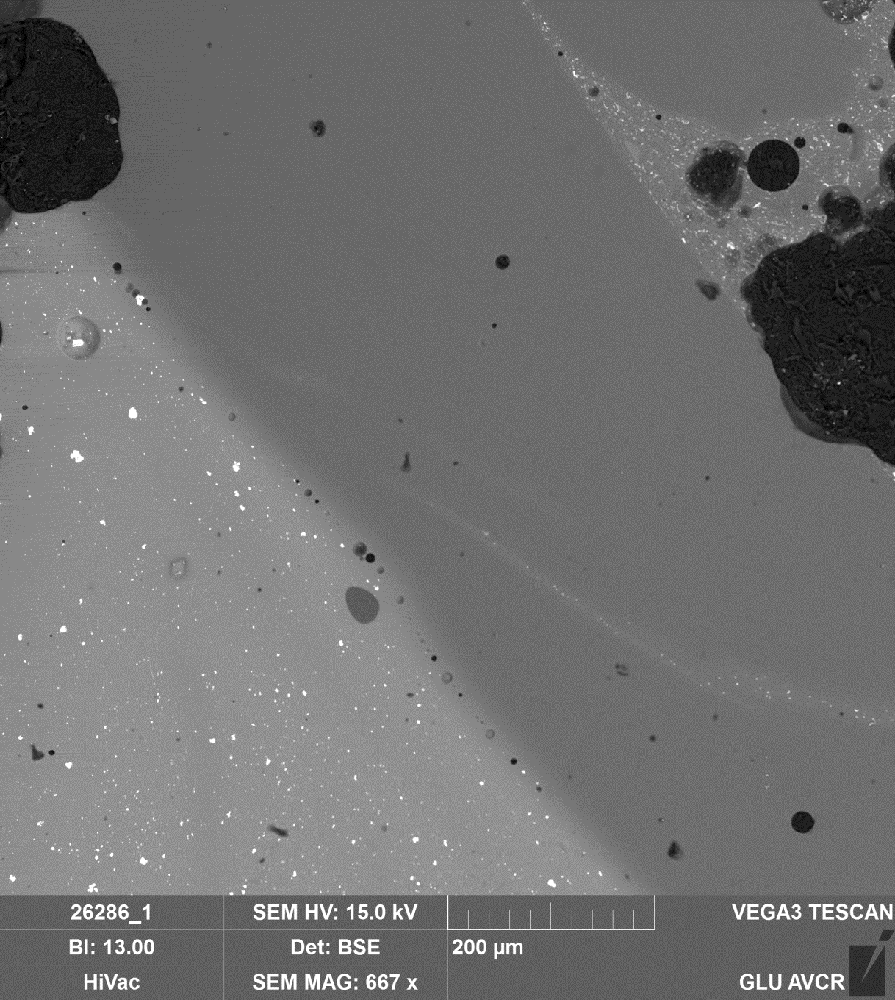 26286_1
SEM HV: 15.0 kV
VEGA3 TESCAN
BI: 13.00
Det: BSE
200 µm
HiVac
SEM MAG: 667 x
GLU AVCR